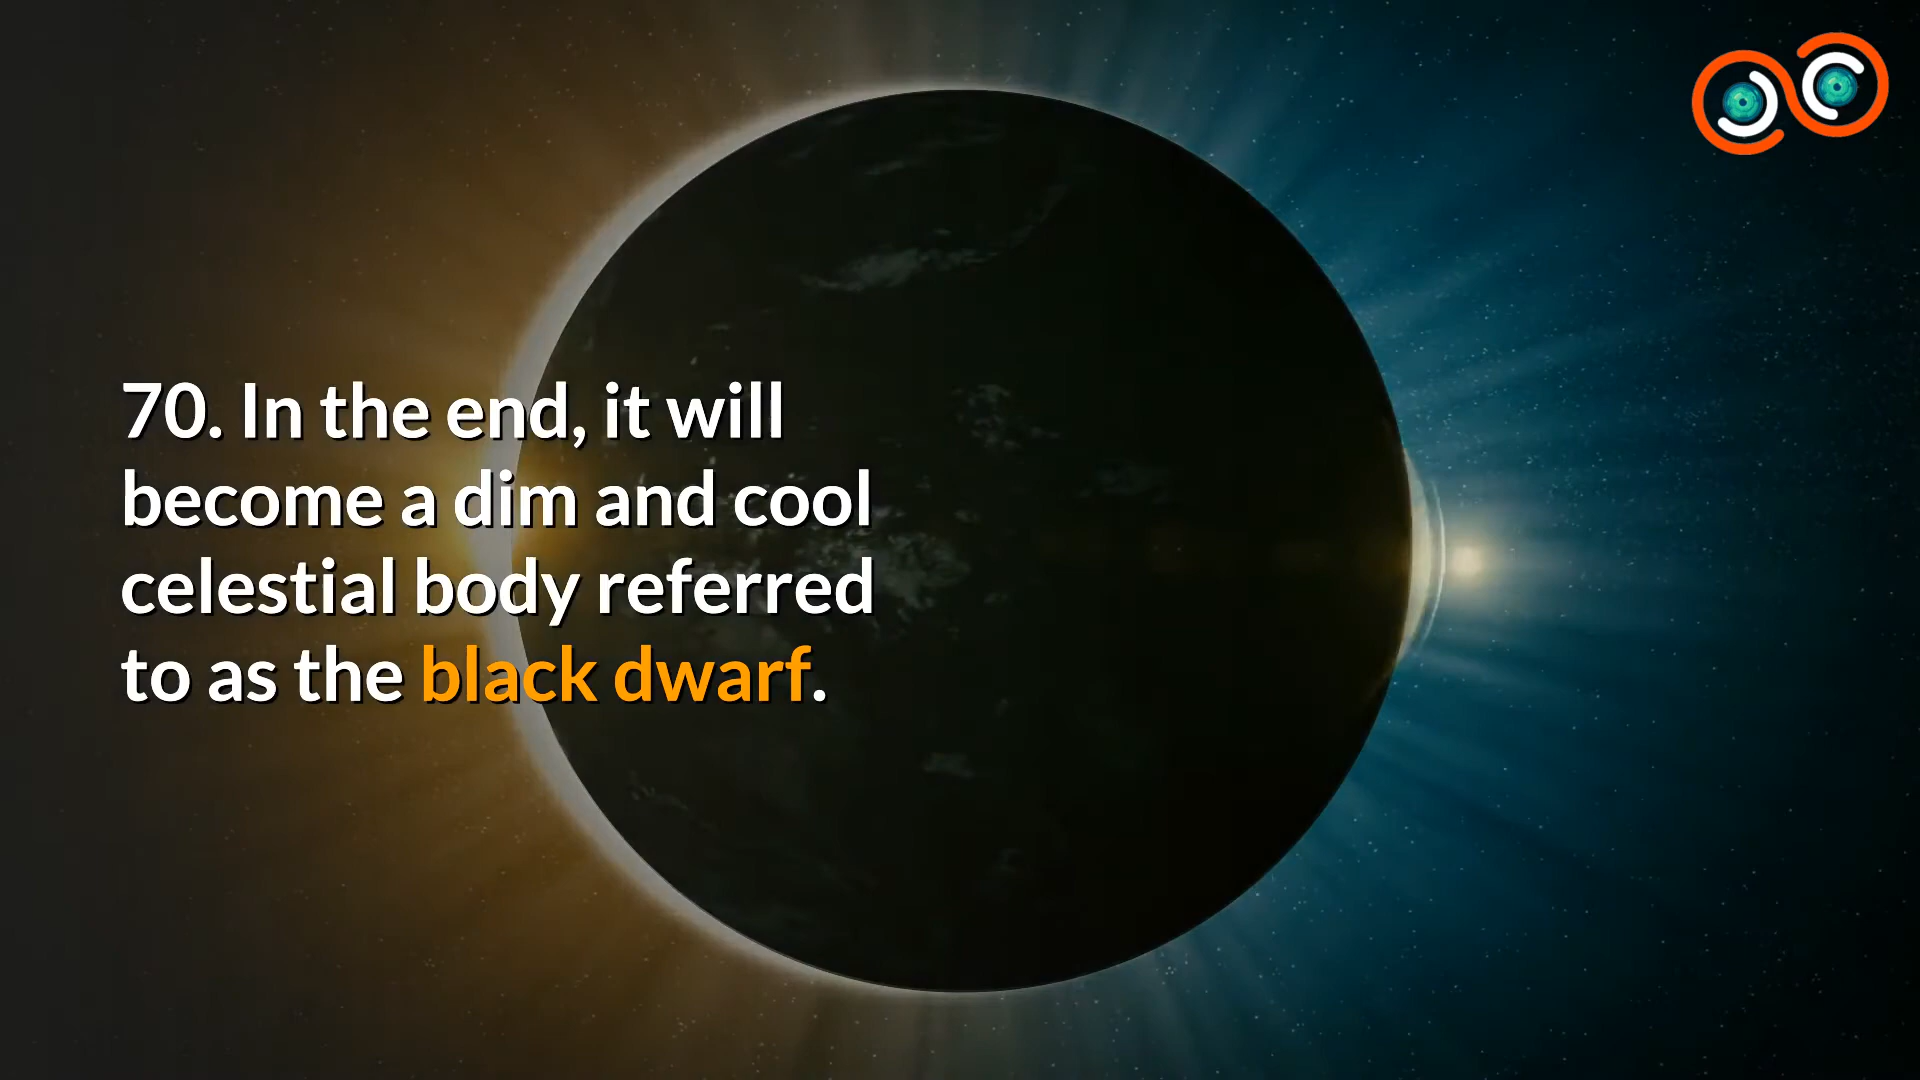 70. In the end, it will
become a dim and cool
celestial body referred
to as the black dwarf.